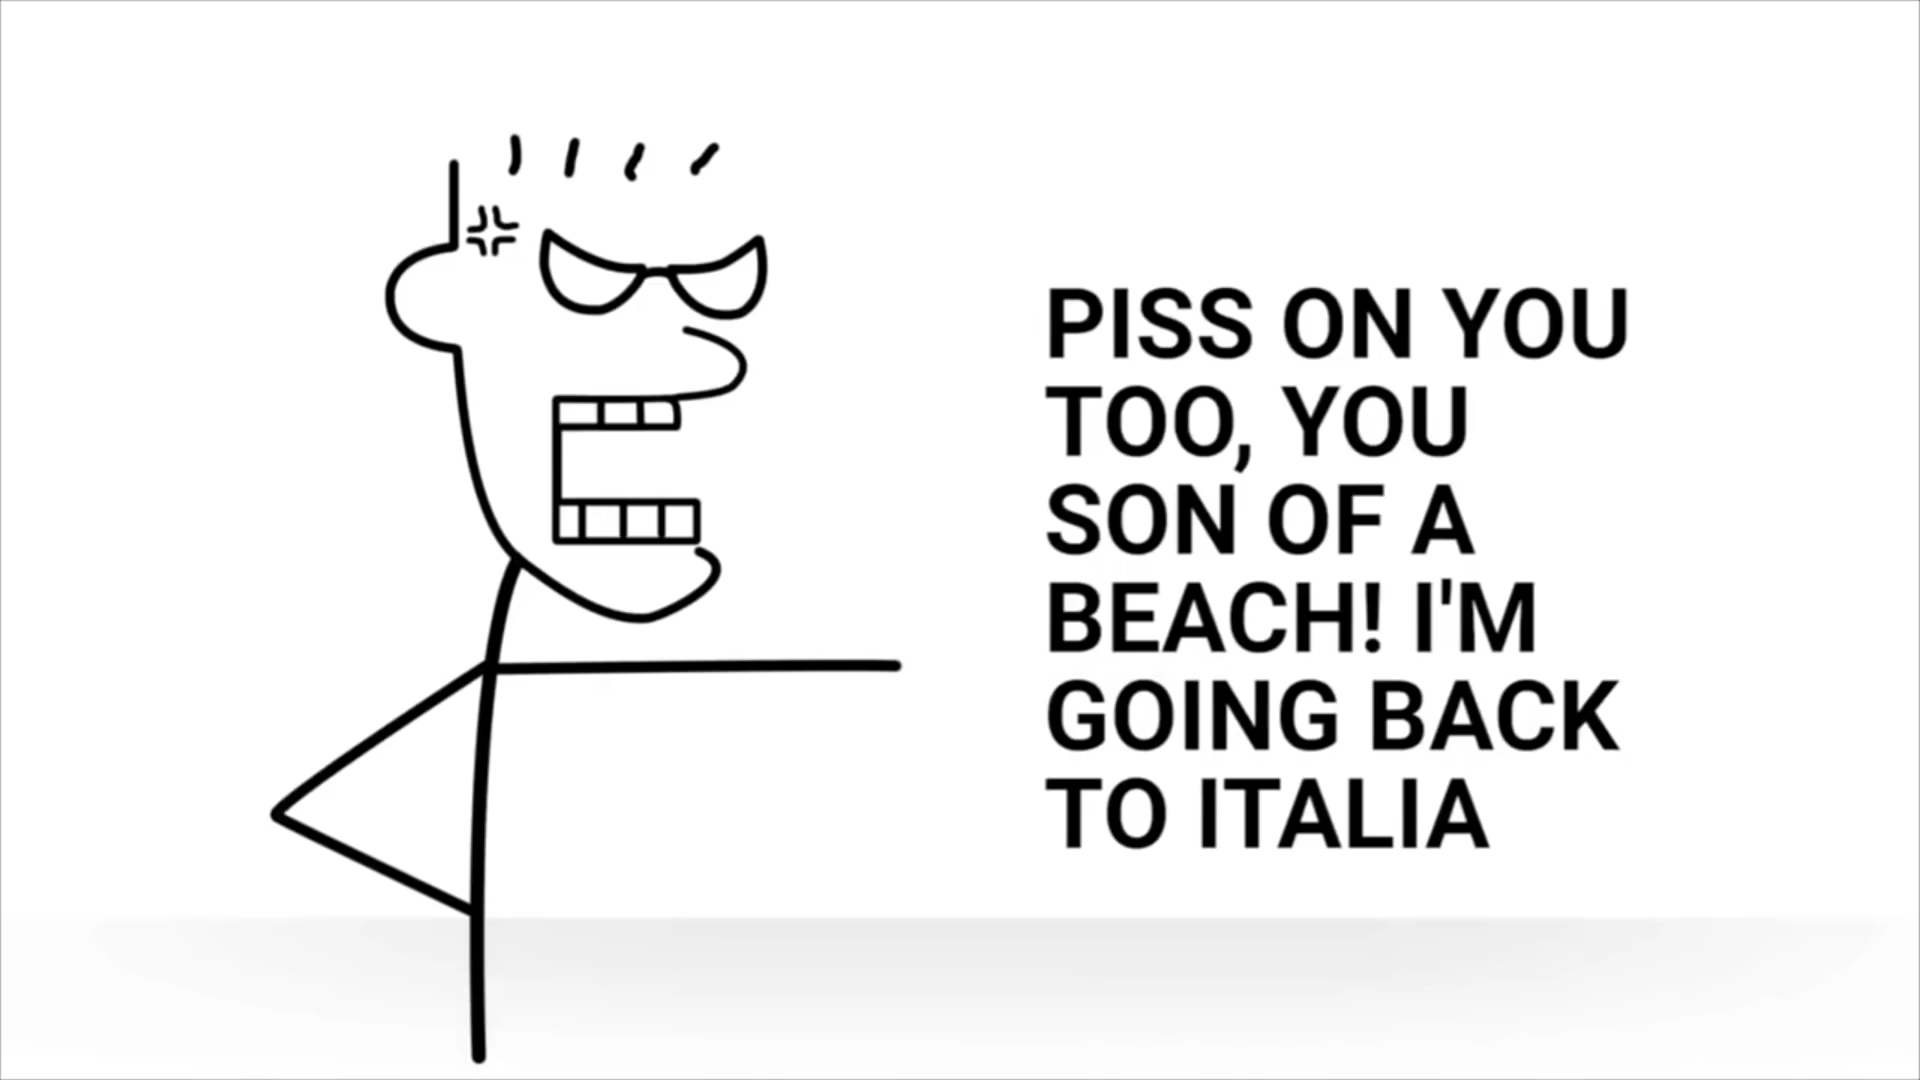 PISS ON YOU
TOO, YOU
SON OF A
BEACH! I'M
GOING BACK
TO ITALIA